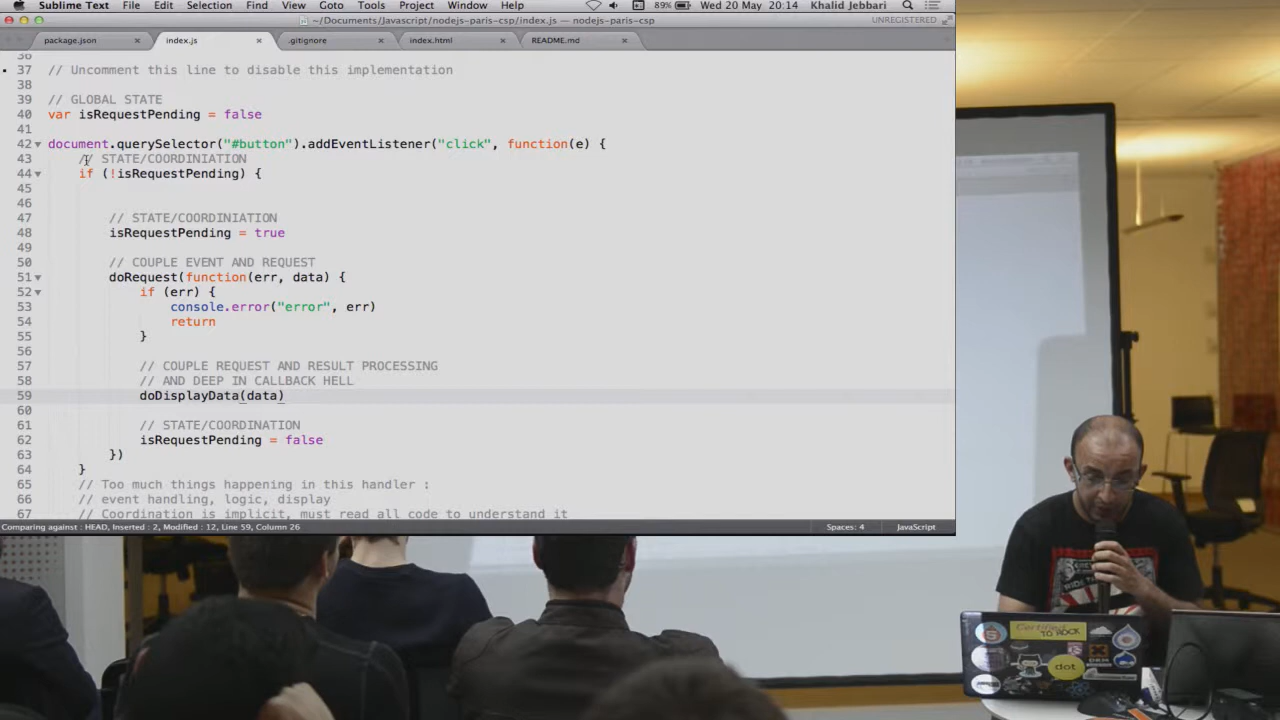 Sublime Text File Edit Selection Find View Goto Tools Project Window Help 89% Wed 20 May 20:14 Khalid Jebbari
~/Documents/Javascript/nodejs-paris-csp/index.js — nodejs-paris-csp UNREGISTERED
package.json index.js .gitignore index.html README.md
36
37 // Uncomment this line to disable this implementation
38
39 // GLOBAL STATE
40 var isRequestPending = false
41
42 document.querySelector("#button").addEventListener("click", function(e) {
43 // STATE/COORDINIATION
44 if (!isRequestPending) {
45
46
47 // STATE/COORDINIATION
48 isRequestPending = true
49
50 // COUPLE EVENT AND REQUEST
51 doRequest(function(err, data) {
52 if (err) {
53 console.error("error", err)
54 return
55 }
56
57 // COUPLE REQUEST AND RESULT PROCESSING
58 // AND DEEP IN CALLBACK HELL
59 doDisplayData(data)
60
61 // STATE/COORDINATION
62 isRequestPending = false
63 })
64 }
65 // Too much things happening in this handler :
66 // event handling, logic, display
67 // Coordination is implicit, must read all code to understand it
Comparing against : HEAD, Inserted : 2, Modified : 12, Line 59, Column 26 Spaces: 4 JavaScript
Certified
TO ROCK
dot